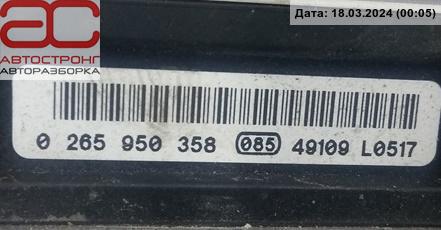 Дата: 18.03.2024 (00:05)
АС
АВТОСТРОНГ
АВТОРАЗБОРКА
0 265 950 358 085 49109 L0517